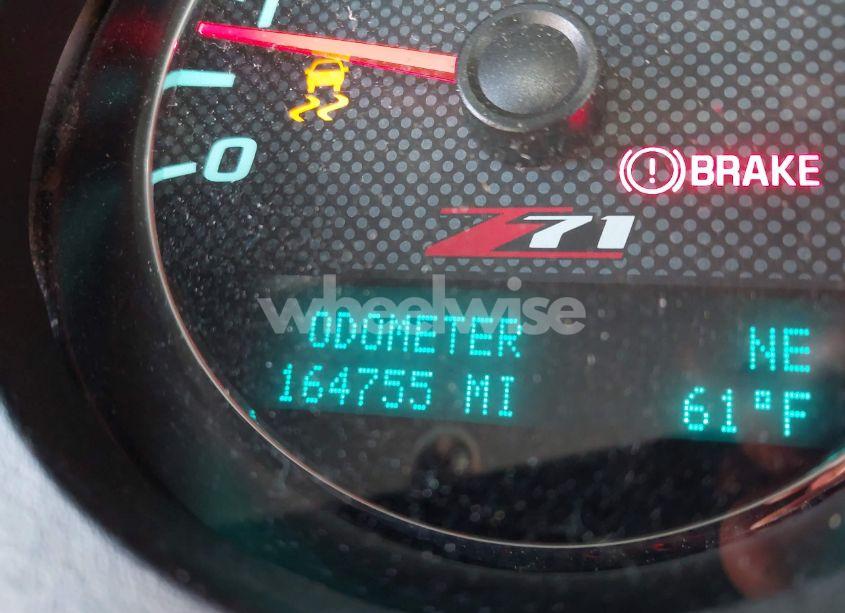 0
BRAKE
Z71
wheelwise
ODOMETER NE
164755 MI 61°F